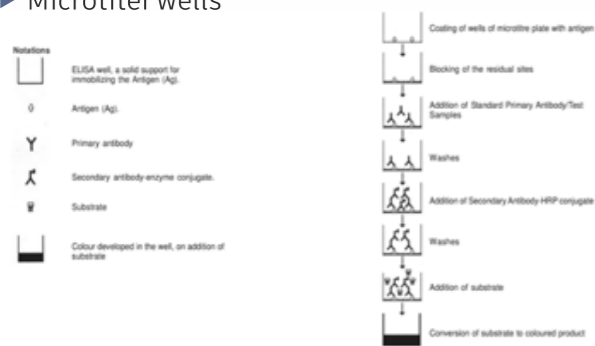 Microtiter wells
Notations
ELISA well, a solid support for
immobilizing the Antigen (Ag).
Antigen (Ag).
Primary antibody
Secondary antibody-enzyme conjugate.
Substrate
Colour developed in the well, on addition of
substrate
Coating of wells of microtitre plate with antigen
Blocking of the residual sites
Addition of Standard Primary Antibody/Test
Samples
Washes
Addition of Secondary Antibody-HRP conjugate
Washes
Addition of substrate
Conversion of substrate to coloured product